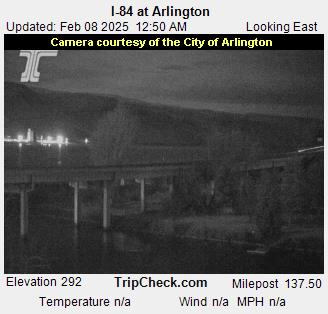 I-84 at Arlington
Updated: Feb 08 2025 12:50 AM Looking East
Camera courtesy of the City of Arlington
Elevation 292 TripCheck.com Milepost 137.50
Temperature n/a Wind n/a MPH n/a